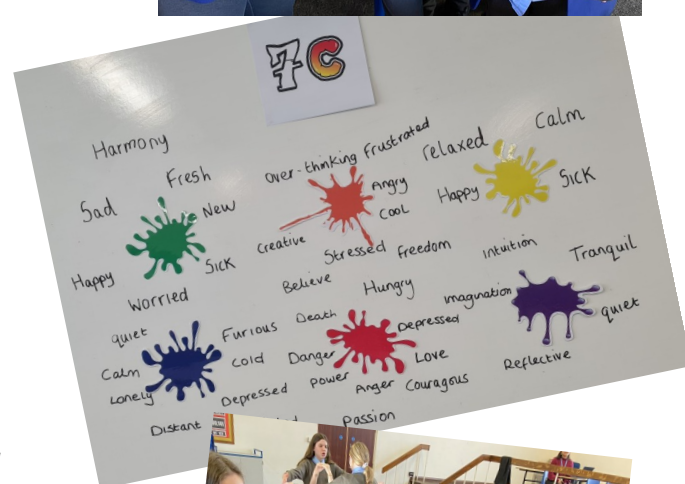 7C
Harmony
Fresh
Sad
New
Happy
Sick
Worried
Over-thinking
Frustrated
Angry
Cool
Creative
Stressed
Freedom
Believe
relaxed
Calm
Happy
Sick
Intuition
Tranquil
Imagination
quiet
Reflective
quiet
Furious
Calm
Cold
Lonely
Depressed
Distant
Hungry
Death
Depressed
Danger
Love
Power
Anger
Couragous
Passion